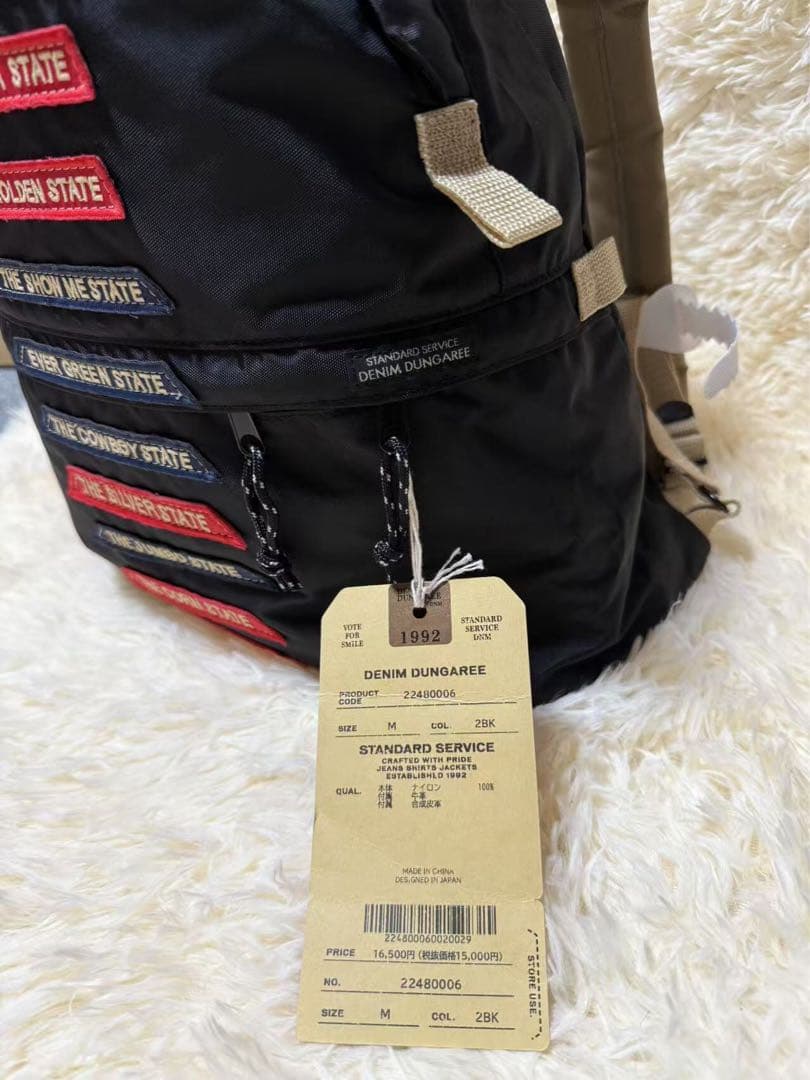 STATE
OLDEN STATE
THE SHOW ME STATE
EVER GREEN STATE
THE COWBOY STATE
THE SILVER STATE
THE JUMBO STATE
THE CORN STATE
STANDARD SERVICE
DENIM DUNGAREE
VOTE
FOR
SMiLE
1992
STANDARD
SERVICE
DNM
DENIM DUNGAREE
PRODUCT
CODE 22480006
SIZE M COL. 2BK
STANDARD SERVICE
CRAFTED WITH PRIDE
JEANS SHIRTS JACKETS
ESTABLISHED 1992
QUAL. 本体 ナイロン 100%
付属 牛革
付属 合成皮革
MADE IN CHINA
DESIGNED IN JAPAN
224800060020029
PRICE 16,500円(税抜価格15,000円)
NO. 22480006
SIZE M COL. 2BK
STORE USE.